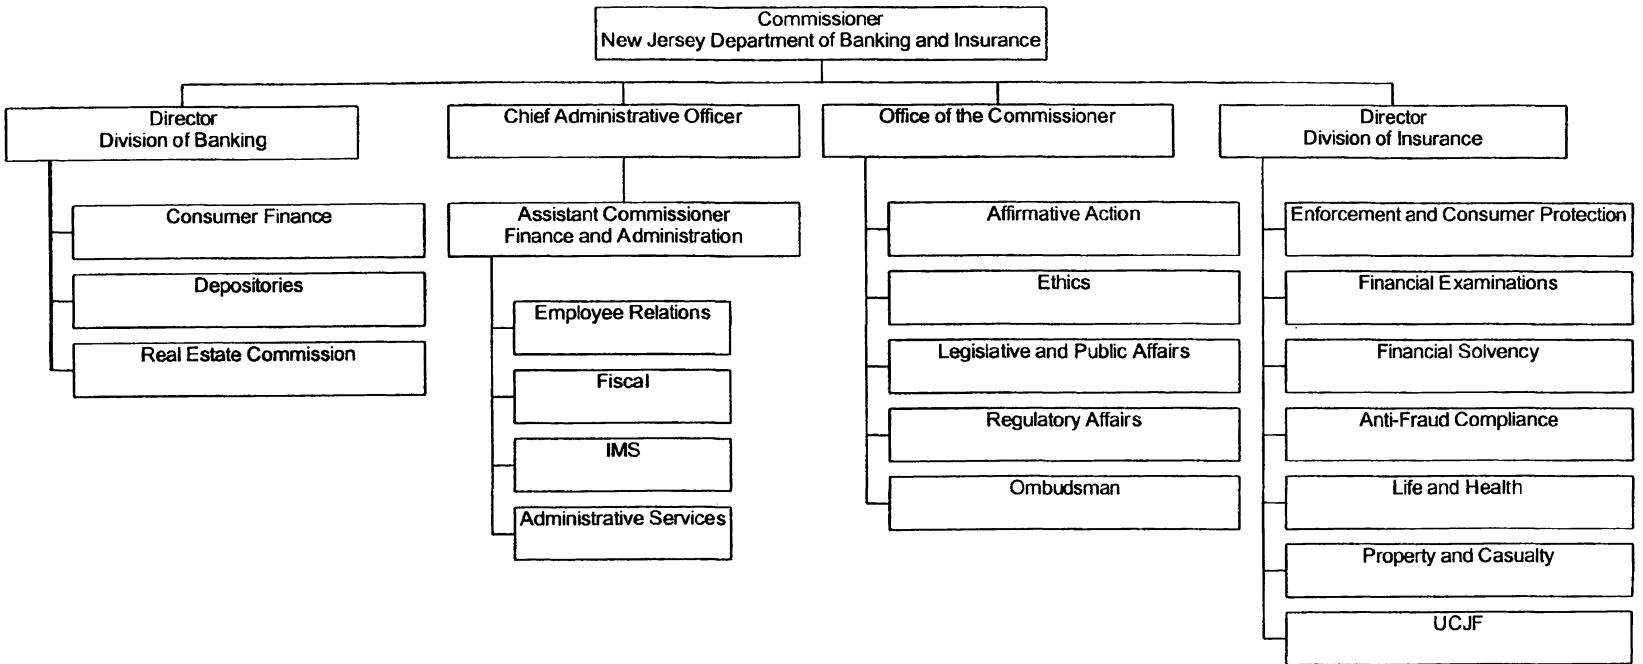 Commissioner
New Jersey Department of Banking and Insurance
Director
Division of Banking
Chief Administrative Officer
Office of the Commissioner
Director
Division of Insurance
Consumer Finance
Depositories
Real Estate Commission
Assistant Commissioner
Finance and Administration
Employee Relations
Fiscal
IMS
Administrative Services
Affirmative Action
Ethics
Legislative and Public Affairs
Regulatory Affairs
Ombudsman
Enforcement and Consumer Protection
Financial Examinations
Financial Solvency
Anti-Fraud Compliance
Life and Health
Property and Casualty
UCJF